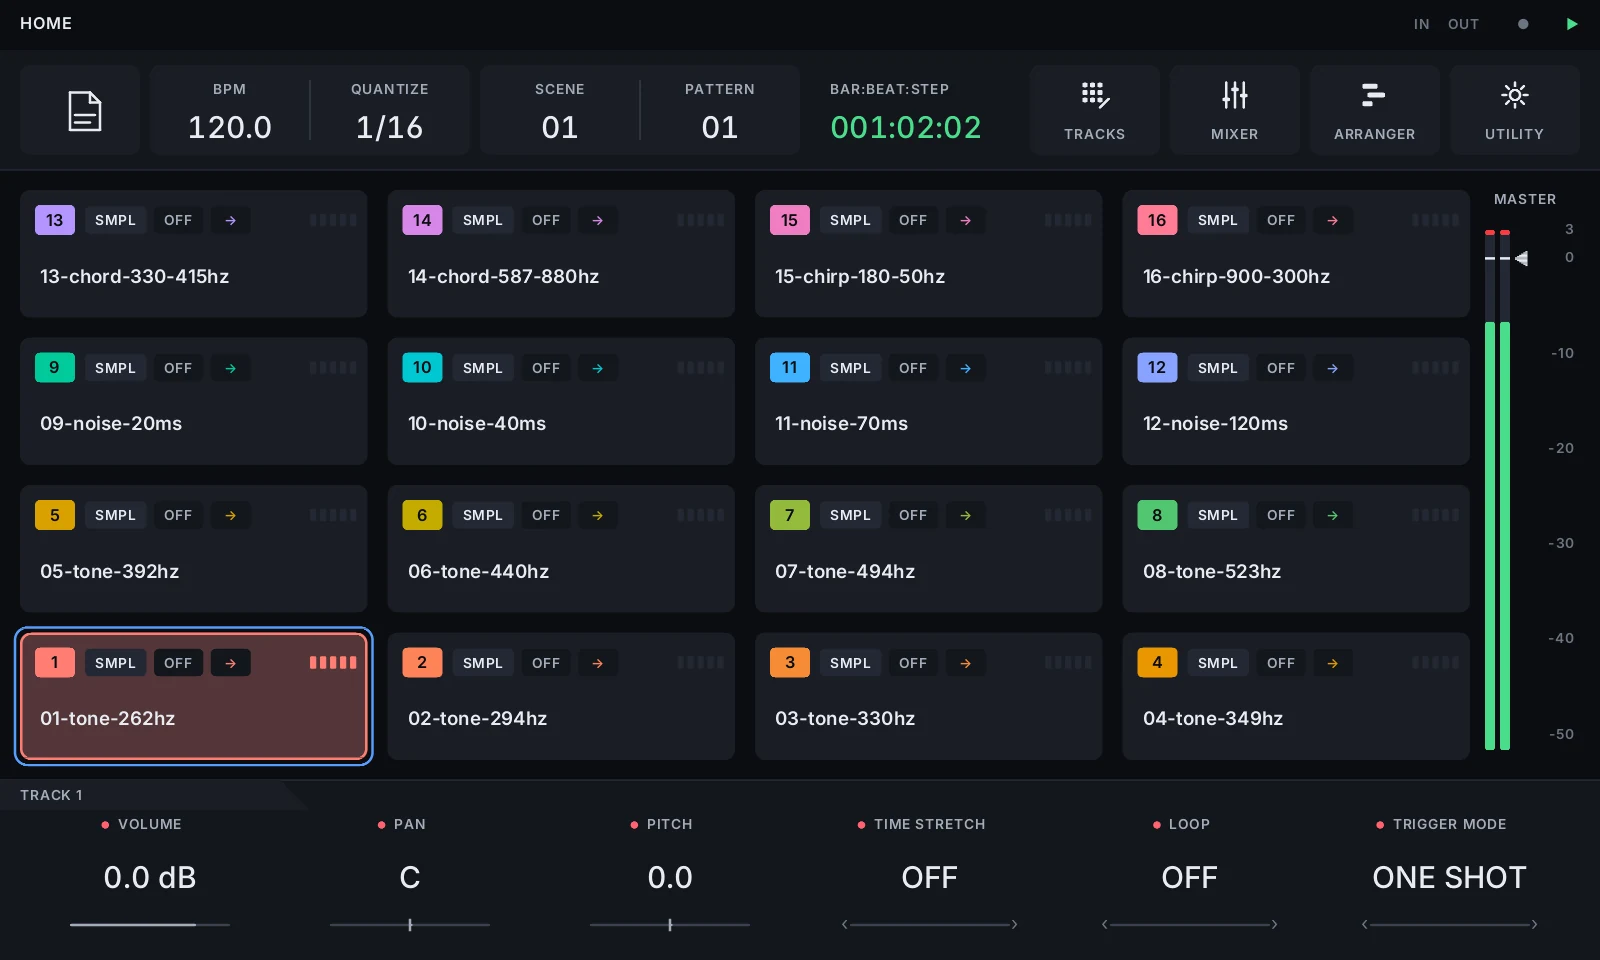 HOME
IN OUT
BPM QUANTIZE SCENE PATTERN BAR:BEAT:STEP
120.0 1/16 01 01 001:02:02
TRACKS MIXER ARRANGER UTILITY
13 SMPL OFF → 14 SMPL OFF → 15 SMPL OFF → 16 SMPL OFF →
13-chord-330-415hz 14-chord-587-880hz 15-chirp-180-50hz 16-chirp-900-300hz
9 SMPL OFF → 10 SMPL OFF → 11 SMPL OFF → 12 SMPL OFF →
09-noise-20ms 10-noise-40ms 11-noise-70ms 12-noise-120ms
5 SMPL OFF → 6 SMPL OFF → 7 SMPL OFF → 8 SMPL OFF →
05-tone-392hz 06-tone-440hz 07-tone-494hz 08-tone-523hz
1 SMPL OFF → 2 SMPL OFF → 3 SMPL OFF → 4 SMPL OFF →
01-tone-262hz 02-tone-294hz 03-tone-330hz 04-tone-349hz
MASTER
3
0
-10
-20
-30
-40
-50
TRACK 1
VOLUME PAN PITCH TIME STRETCH LOOP TRIGGER MODE
0.0 dB C 0.0 OFF OFF ONE SHOT